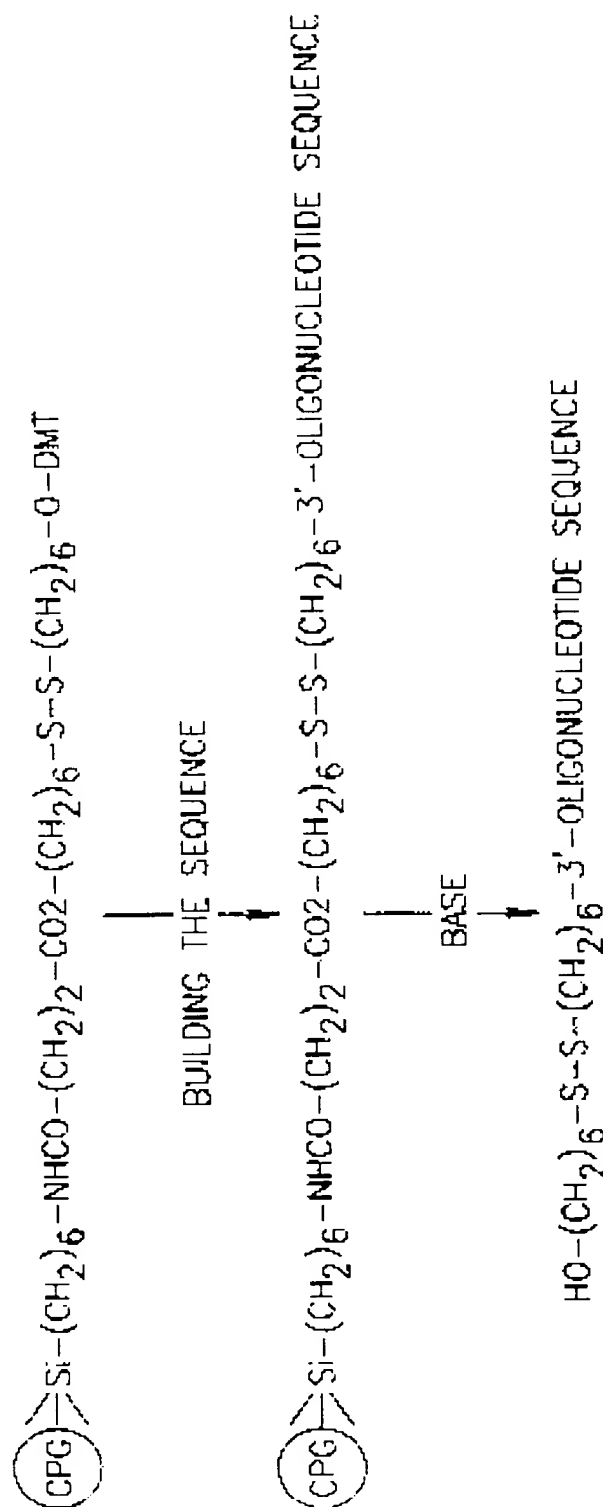 CPG -Si-(CH2)6-NHCO-(CH2)2-CO2-(CH2)6-S-S-(CH2)6-O-DMT
BUILDING THE SEQUENCE
CPG -Si-(CH2)6-NHCO-(CH2)2-CO2-(CH2)6-S-S-(CH2)6-3'-OLIGONUCLEOTIDE SEQUENCE
BASE
HO-(CH2)6-S-S-(CH2)6-3'-OLIGONUCLEOTIDE SEQUENCE